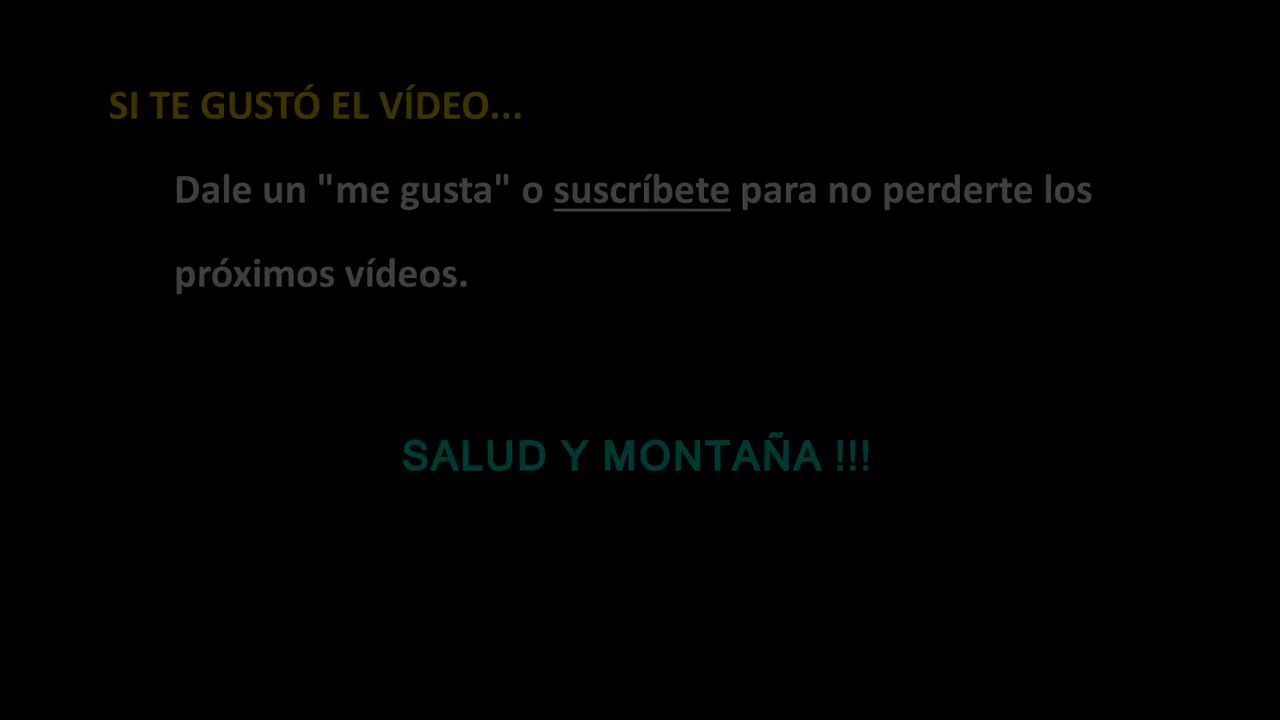 SI TE GUSTÓ EL VÍDEO...
Dale un "me gusta" o suscríbete para no perderte los
próximos vídeos.
SALUD Y MONTAÑA !!!